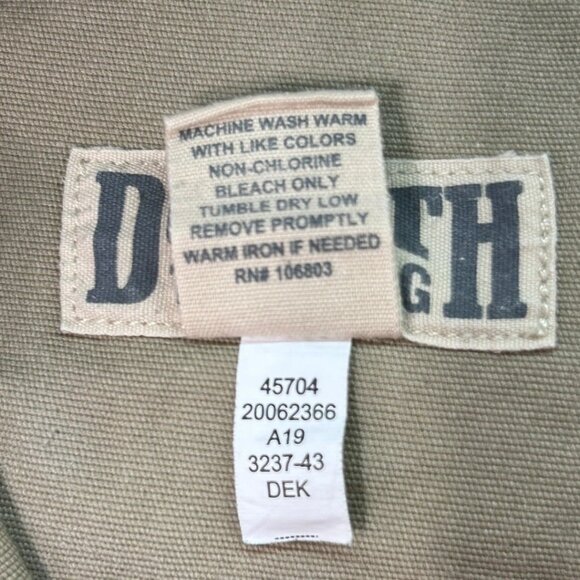 MACHINE WASH WARM
WITH LIKE COLORS
NON-CHLORINE
BLEACH ONLY
TUMBLE DRY LOW
REMOVE PROMPTLY
WARM IRON IF NEEDED
RN# 106803
45704
20062366
A19
3237-43
DEK